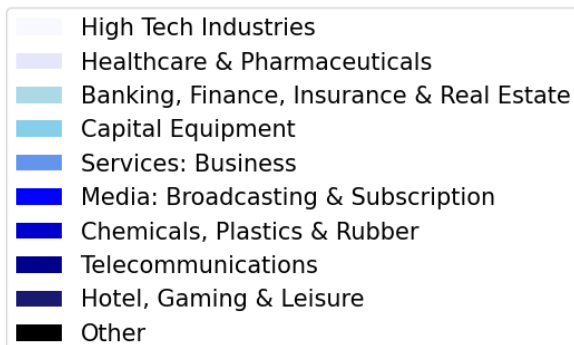 High Tech Industries
Healthcare & Pharmaceuticals
Banking, Finance, Insurance & Real Estate
Capital Equipment
Services: Business
Media: Broadcasting & Subscription
Chemicals, Plastics & Rubber
Telecommunications
Hotel, Gaming & Leisure
Other